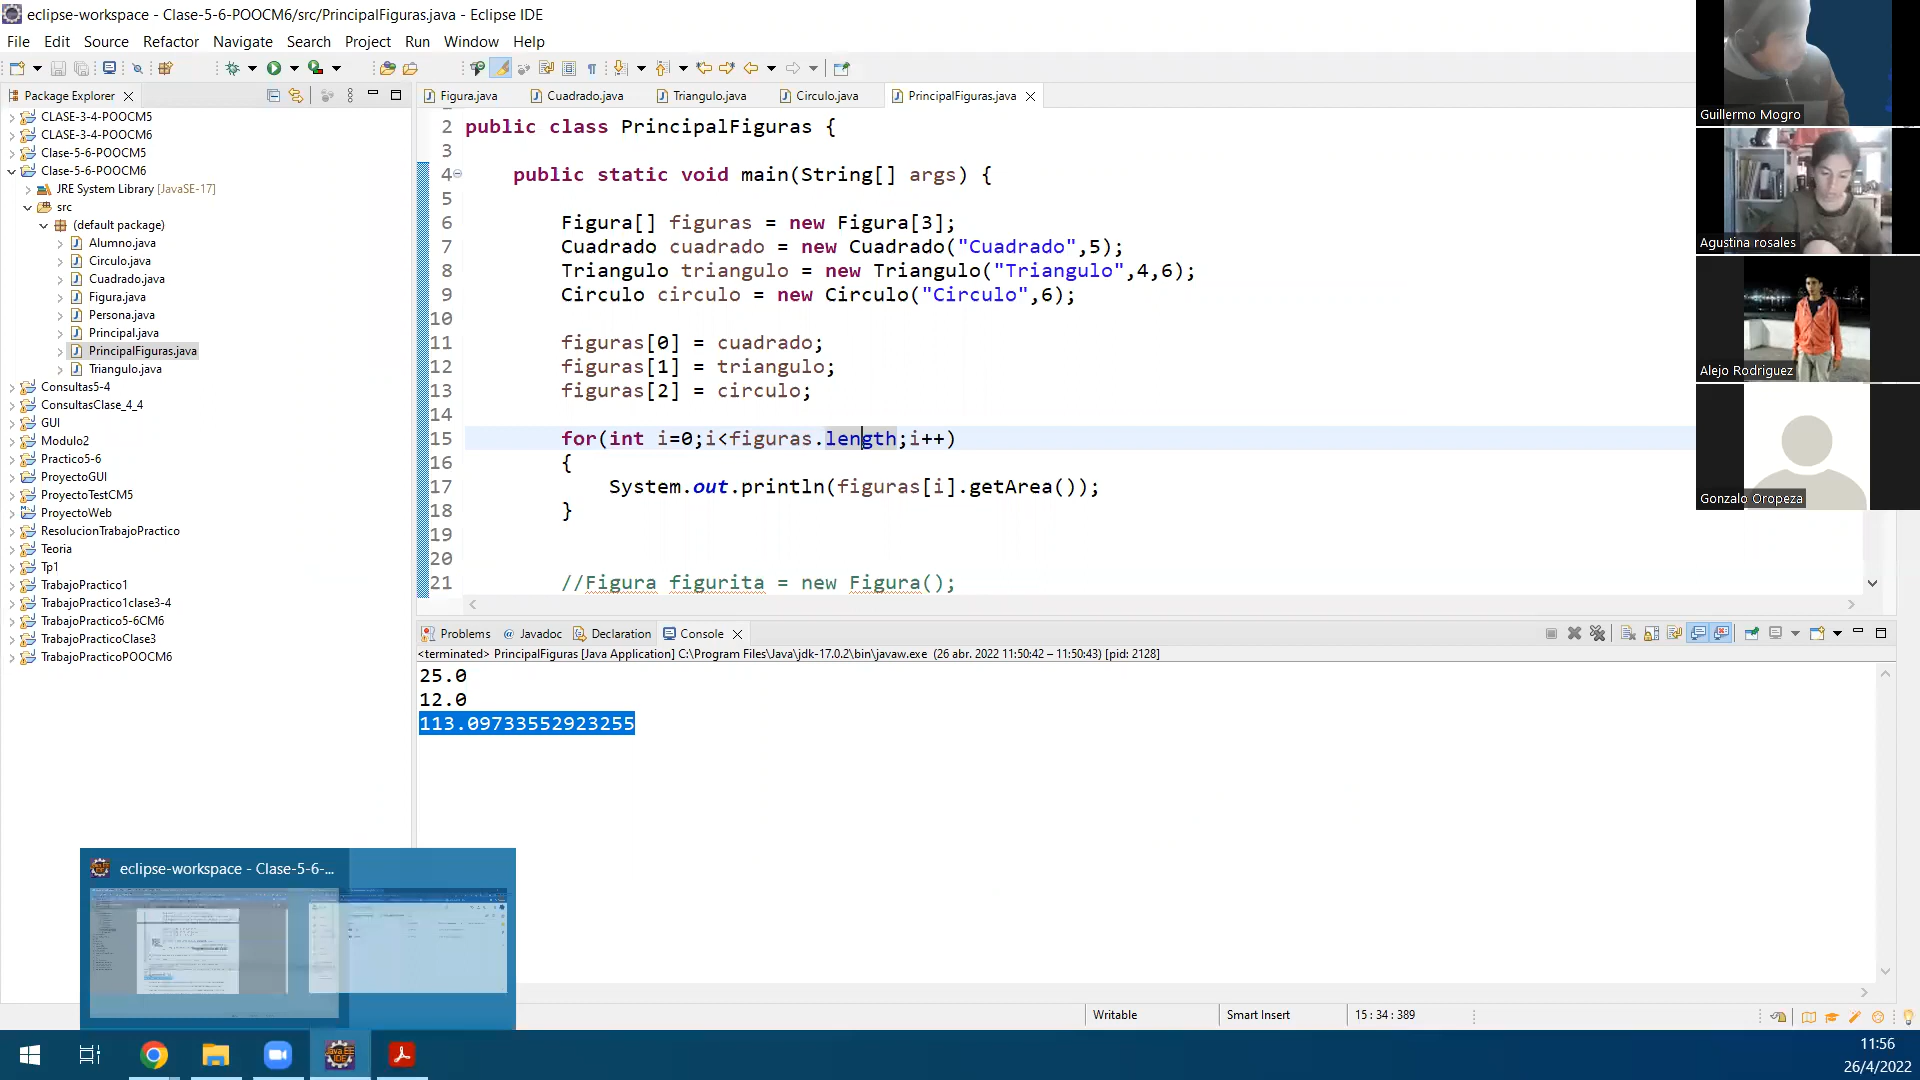 eclipse-workspace - Clase-5-6-POOCM6/src/PrincipalFiguras.java - Eclipse IDE
File Edit Source Refactor Navigate Search Project Run Window Help
Package Explorer
CLASE-3-4-POOCM5
CLASE-3-4-POOCM6
Clase-5-6-POOCM5
Clase-5-6-POOCM6
JRE System Library [JavaSE-17]
src
(default package)
Alumno.java
Circulo.java
Cuadrado.java
Figura.java
Persona.java
Principal.java
PrincipalFiguras.java
Triangulo.java
Consultas5-4
ConsultasClase_4_4
GUI
Modulo2
Practico5-6
ProyectoGUI
ProyectoTestCM5
ProyectoWeb
ResolucionTrabajoPractico
Teoria
Tp1
TrabajoPractico1
TrabajoPractico1clase3-4
TrabajoPractico5-6CM6
TrabajoPracticoClase3
TrabajoPracticoPOOCM6
Figura.java Cuadrado.java Triangulo.java Circulo.java PrincipalFiguras.java
2 public class PrincipalFiguras {
3
4 public static void main(String[] args) {
5
6 Figura[] figuras = new Figura[3];
7 Cuadrado cuadrado = new Cuadrado("Cuadrado",5);
8 Triangulo triangulo = new Triangulo("Triangulo",4,6);
9 Circulo circulo = new Circulo("Circulo",6);
10
11 figuras[0] = cuadrado;
12 figuras[1] = triangulo;
13 figuras[2] = circulo;
14
15 for(int i=0;i<figuras.length;i++)
16 {
17 System.out.println(figuras[i].getArea());
18 }
19
20
21 //Figura figurita = new Figura();
Problems Javadoc Declaration Console
<terminated> PrincipalFiguras [Java Application] C:\Program Files\Java\jdk-17.0.2\bin\javaw.exe (26 abr. 2022 11:50:42 – 11:50:43) [pid: 2128]
25.0
12.0
113.09733552923255
Guillermo Mogro
Agustina rosales
Alejo Rodriguez
Gonzalo Oropeza
eclipse-workspace - Clase-5-6-...
Writable Smart Insert 15 : 34 : 389
11:56
26/4/2022